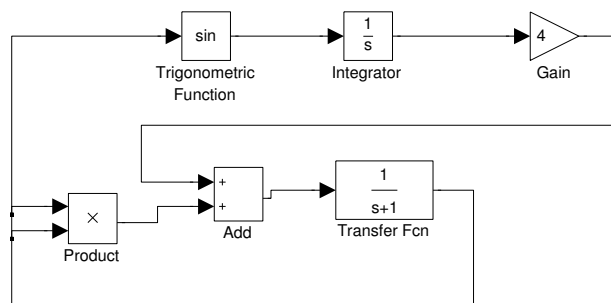 sin
1
s
4
Trigonometric
Function
Integrator
Gain
×
+
+
1
s+1
Product
Add
Transfer Fcn